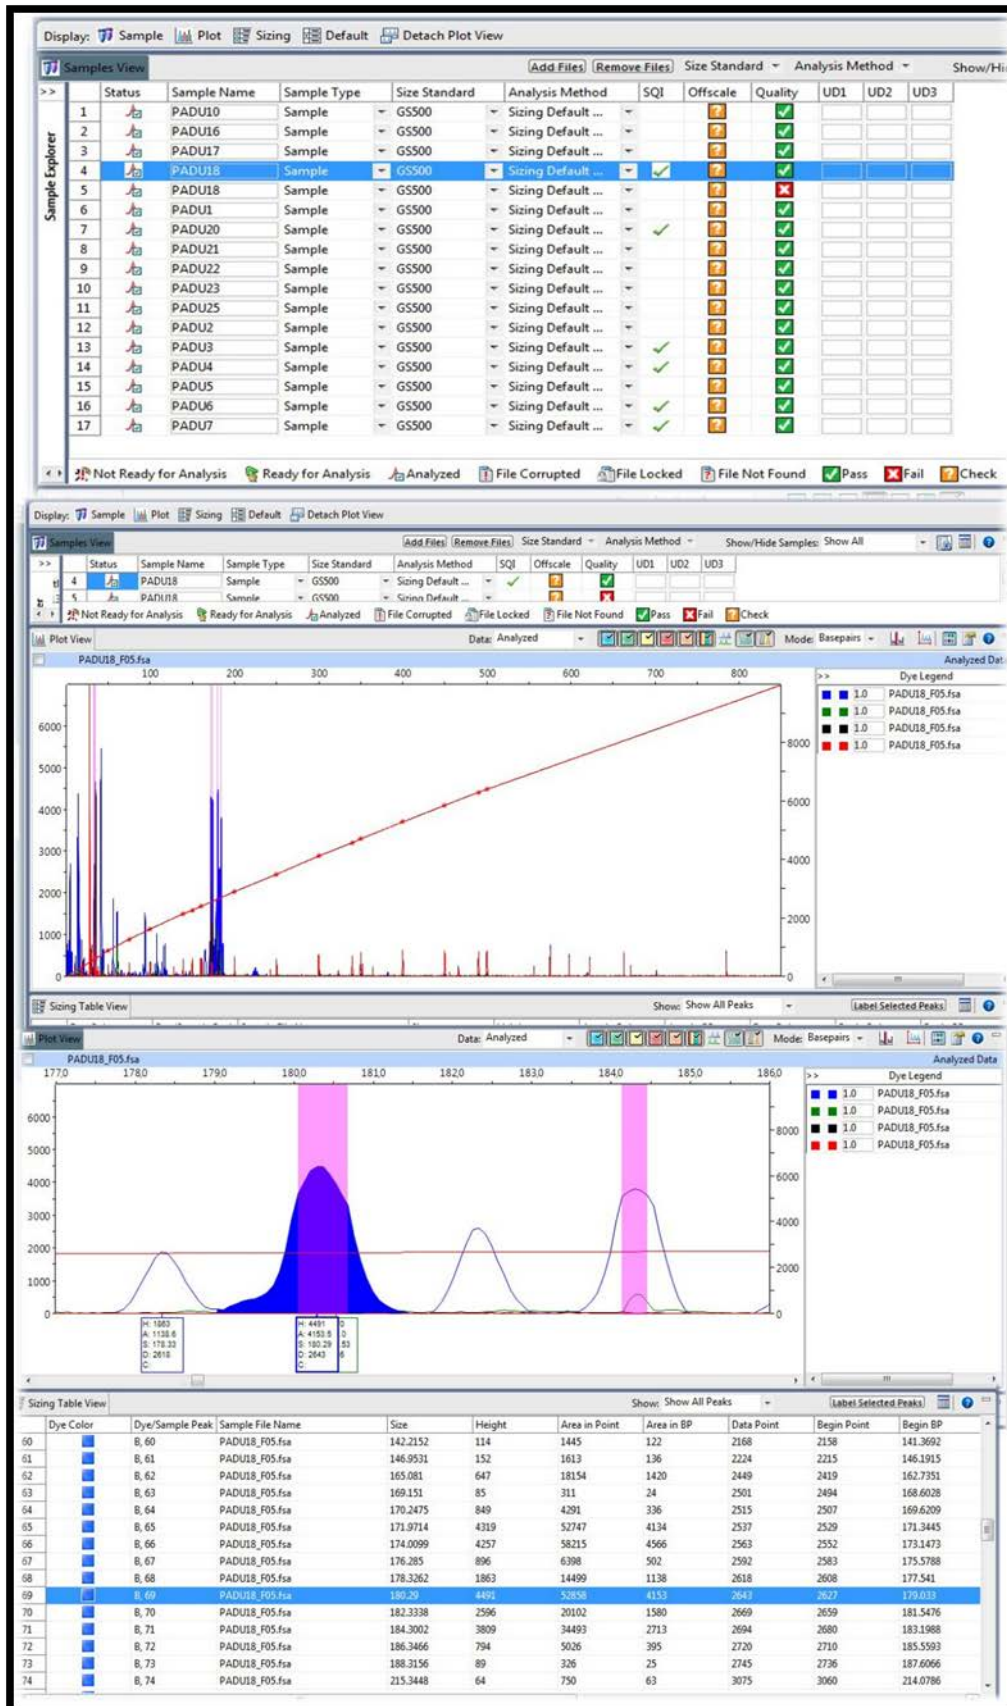 Display: Sample Plot Sizing Default Detach Plot View
Samples View Add Files Remove Files Size Standard Analysis Method Show/Hi
>> Status Sample Name Sample Type Size Standard Analysis Method SQI Offscale Quality UD1 UD2 UD3
Sample Explorer
1 PADU10 Sample GS500 Sizing Default ...
2 PADU16 Sample GS500 Sizing Default ...
3 PADU17 Sample GS500 Sizing Default ...
4 PADU18 Sample GS500 Sizing Default ...
5 PADU18 Sample GS500 Sizing Default ...
6 PADU1 Sample GS500 Sizing Default ...
7 PADU20 Sample GS500 Sizing Default ...
8 PADU21 Sample GS500 Sizing Default ...
9 PADU22 Sample GS500 Sizing Default ...
10 PADU23 Sample GS500 Sizing Default ...
11 PADU25 Sample GS500 Sizing Default ...
12 PADU2 Sample GS500 Sizing Default ...
13 PADU3 Sample GS500 Sizing Default ...
14 PADU4 Sample GS500 Sizing Default ...
15 PADU5 Sample GS500 Sizing Default ...
16 PADU6 Sample GS500 Sizing Default ...
17 PADU7 Sample GS500 Sizing Default ...
Not Ready for Analysis Ready for Analysis Analyzed File Corrupted File Locked File Not Found Pass Fail Check
Display: Sample Plot Sizing Default Detach Plot View
Samples View Add Files Remove Files Size Standard Analysis Method Show/Hide Samples: Show All
>> Status Sample Name Sample Type Size Standard Analysis Method SQI Offscale Quality UD1 UD2 UD3
4 PADU18 Sample GS500 Sizing Default ...
5 PADU18 Sample GS500 Sizing Default ...
Not Ready for Analysis Ready for Analysis Analyzed File Corrupted File Locked File Not Found Pass Fail Check
Plot View Data: Analyzed Mode: Basepairs
PADU18_F05.fsa Analyzed Dat
100 200 300 400 500 600 700 800
>> Dye Legend
1.0 PADU18_F05.fsa
1.0 PADU18_F05.fsa
1.0 PADU18_F05.fsa
1.0 PADU18_F05.fsa
6000
8000
5000
4000
6000
3000
4000
2000
2000
1000
0 0
Sizing Table View Show: Show All Peaks Label Selected Peaks
Plot View Data: Analyzed Mode: Basepairs
PADU18_F05.fsa Analyzed Data
177,0 178,0 179,0 180,0 181,0 182,0 183,0 184,0 185,0 186,0
>> Dye Legend
1.0 PADU18_F05.fsa
1.0 PADU18_F05.fsa
1.0 PADU18_F05.fsa
1.0 PADU18_F05.fsa
6000
8000
5000
4000
6000
3000
4000
2000
2000
1000
0 0
H: 1863 H: 4491 0
A: 1138.6 A: 4153.5 .0
S: 178.33 S: 180.29 .53
D: 2618 D: 2643 6
C: C:
Sizing Table View Show: Show All Peaks Label Selected Peaks
Dye Color Dye/Sample Peak Sample File Name Size Height Area in Point Area in BP Data Point Begin Point Begin BP
60 B, 60 PADU18_F05.fsa 142.2152 114 1445 122 2168 2158 141.3692
61 B, 61 PADU18_F05.fsa 146.9531 152 1613 136 2224 2215 146.1915
62 B, 62 PADU18_F05.fsa 165.081 647 18154 1420 2449 2419 162.7351
63 B, 63 PADU18_F05.fsa 169.151 85 311 24 2501 2494 168.6028
64 B, 64 PADU18_F05.fsa 170.2475 849 4291 336 2515 2507 169.6209
65 B, 65 PADU18_F05.fsa 171.9714 4319 52747 4134 2537 2529 171.3445
66 B, 66 PADU18_F05.fsa 174.0099 4257 58215 4566 2563 2552 173.1473
67 B, 67 PADU18_F05.fsa 176.285 896 6398 502 2592 2583 175.5788
68 B, 68 PADU18_F05.fsa 178.3262 1863 14499 1138 2618 2608 177.541
69 B, 69 PADU18_F05.fsa 180.29 4491 52858 4153 2643 2627 179.033
70 B, 70 PADU18_F05.fsa 182.3338 2596 20102 1580 2669 2659 181.5476
71 B, 71 PADU18_F05.fsa 184.3002 3809 34493 2713 2694 2680 183.1988
72 B, 72 PADU18_F05.fsa 186.3466 794 5026 395 2720 2710 185.5593
73 B, 73 PADU18_F05.fsa 188.3156 89 326 25 2745 2736 187.6066
74 B, 74 PADU18_F05.fsa 215.3448 64 750 63 3075 3060 214.0786